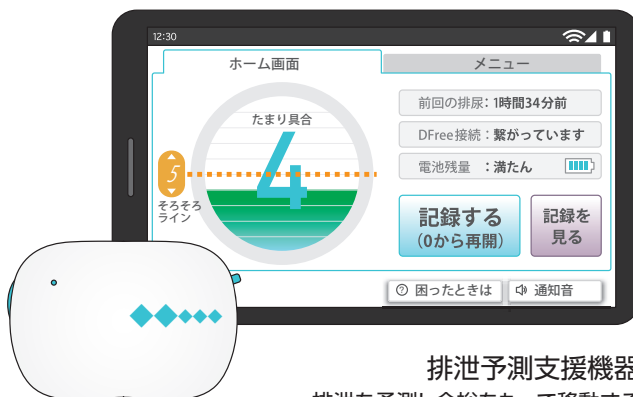 12:30
ホーム画面
メニュー
たまり具合
4
5
そろそろ
ライン
前回の排尿：1時間34分前
DFree接続：繋がっています
電池残量　：満たん
記録する
（0から再開）
記録を
見る
? 困ったときは
通知音
排泄予測支援機器